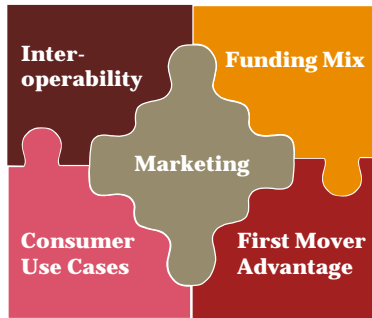 Inter-
operability
Funding Mix
Marketing
Consumer
Use Cases
First Mover
Advantage